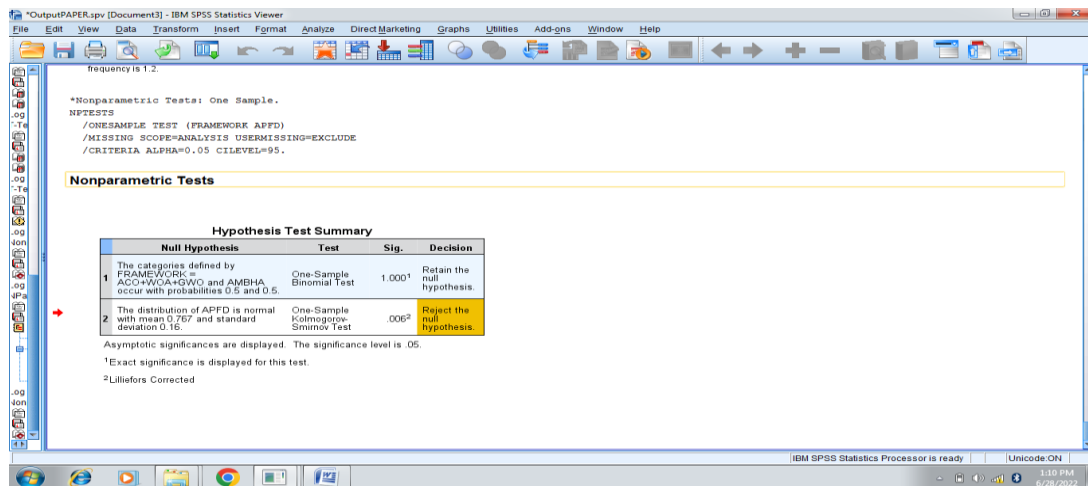 *OutputPAPER.spv [Document3] - IBM SPSS Statistics Viewer
File Edit View Data Transform Insert Format Analyze Direct Marketing Graphs Utilities Add-ons Window Help
frequency is 1.2.
*Nonparametric Tests: One Sample.
NPTESTS
/ONESAMPLE TEST (FRAMEWORK APFD)
/MISSING SCOPE=ANALYSIS USERMISSING=EXCLUDE
/CRITERIA ALPHA=0.05 CILEVEL=95.
Nonparametric Tests
Hypothesis Test Summary
Null Hypothesis Test Sig. Decision
1 The categories defined by FRAMEWORK = ACO+WOA+GWO and AMBHA occur with probabilities 0.5 and 0.5. One-Sample Binomial Test 1.000¹ Retain the null hypothesis.
2 The distribution of APFD is normal with mean 0.767 and standard deviation 0.16. One-Sample Kolmogorov-Smirnov Test .006² Reject the null hypothesis.
Asymptotic significances are displayed. The significance level is .05.
¹Exact significance is displayed for this test.
²Lilliefors Corrected
IBM SPSS Statistics Processor is ready Unicode:ON
1:10 PM
6/28/2022